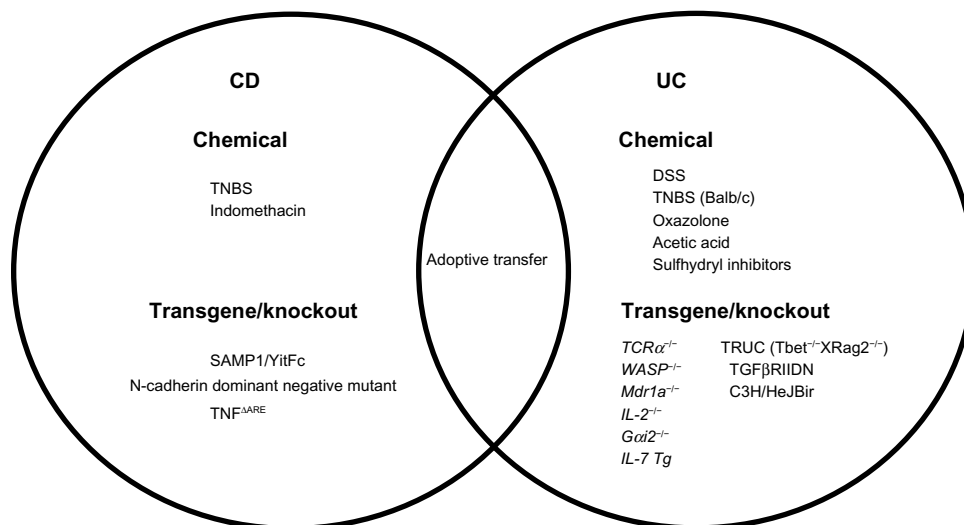 CD
Chemical
TNBS
Indomethacin
Transgene/knockout
SAMP1/YitFc
N-cadherin dominant negative mutant
TNF^ΔARE
Adoptive transfer
UC
Chemical
DSS
TNBS (Balb/c)
Oxazolone
Acetic acid
Sulfhydryl inhibitors
Transgene/knockout
TCRα⁻/⁻
WASP⁻/⁻
Mdr1a⁻/⁻
IL-2⁻/⁻
Gαi2⁻/⁻
IL-7 Tg
TRUC (Tbet⁻/⁻XRag2⁻/⁻)
TGFβRIIDN
C3H/HeJBir